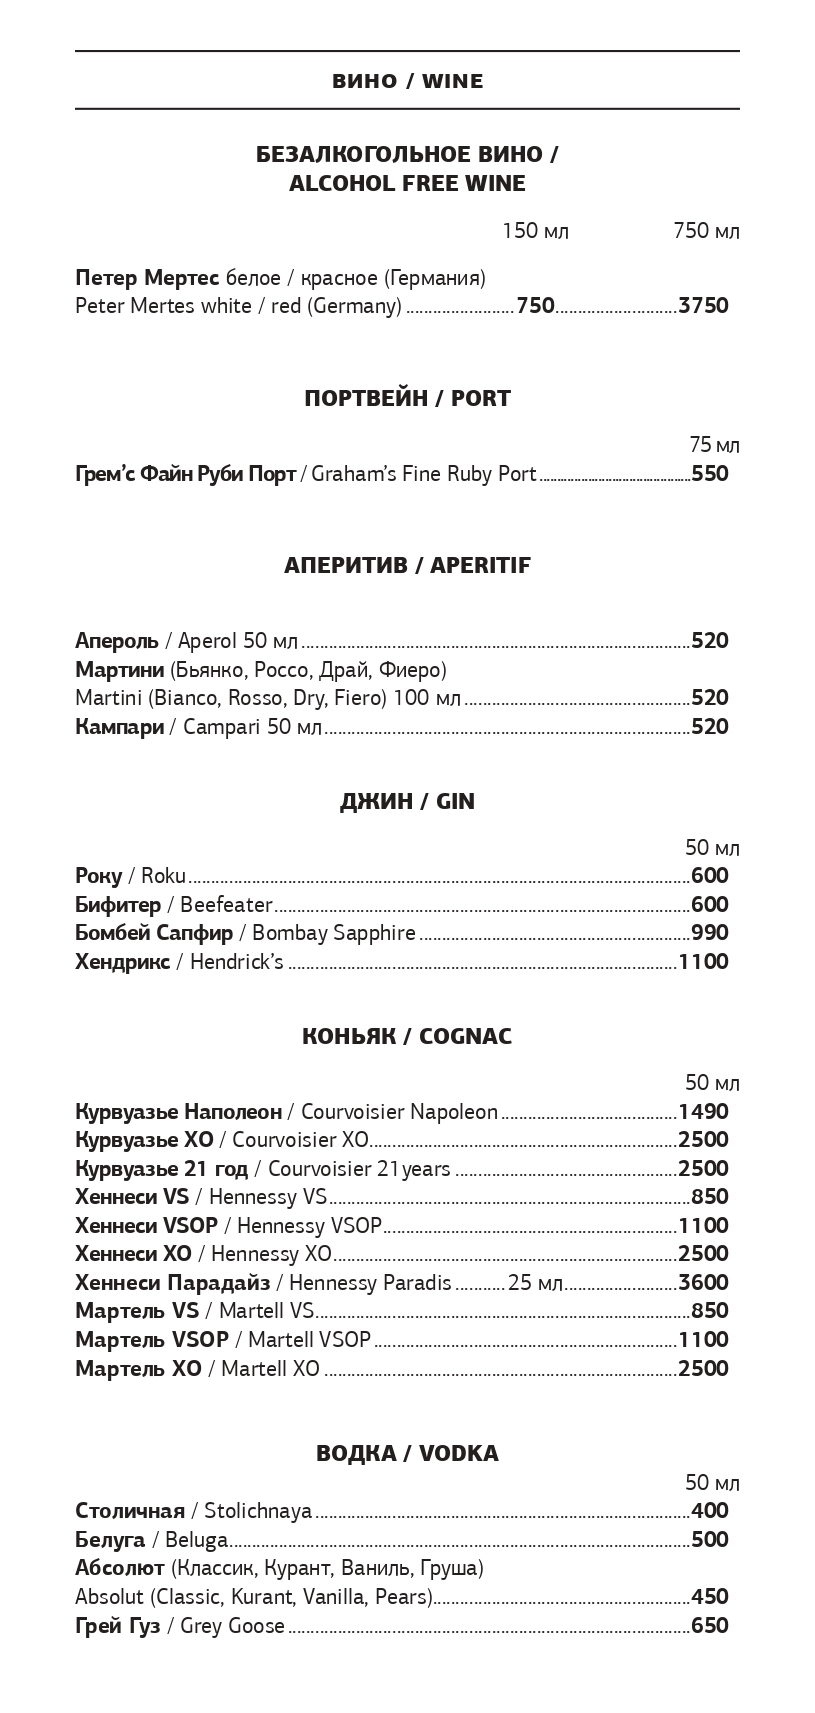 ВИНО / WINE
БЕЗАЛКОГОЛЬНОЕ ВИНО /
ALCOHOL FREE WINE
150 мл 750 мл
Петер Мертес белое / красное (Германия)
Peter Mertes white / red (Germany) ........................750...........................3750
ПОРТВЕЙН / PORT
75 мл
Грем’с Файн Руби Порт / Graham’s Fine Ruby Port............................................550
АПЕРИТИВ / APERITIF
Апероль / Aperol 50 мл......................................................................................520
Мартини (Бьянко, Россо, Драй, Фиеро)
Martini (Bianco, Rosso, Dry, Fiero) 100 мл..................................................520
Кампари / Campari 50 мл.................................................................................520
ДЖИН / GIN
50 мл
Року / Roku...............................................................................................................600
Бифитер / Beefeater............................................................................................600
Бомбей Сапфир / Bombay Sapphire............................................................990
Хендрикс / Hendrick’s ......................................................................................1100
КОНЬЯК / COGNAC
50 мл
Курвуазье Наполеон / Courvoisier Napoleon.......................................1490
Курвуазье XO / Courvoisier XO....................................................................2500
Курвуазье 21 год / Courvoisier 21years .................................................2500
Хеннеси VS / Hennessy VS................................................................................850
Хеннеси VSOP / Hennessy VSOP.................................................................1100
Хеннеси XO / Hennessy XO............................................................................2500
Хеннеси Парадайз / Hennessy Paradis...........25 мл.........................3600
Мартель VS / Martell VS...................................................................................850
Мартель VSOP / Martell VSOP ...................................................................1100
Мартель XO / Martell XO ..............................................................................2500
ВОДКА / VODKA
50 мл
Столичная / Stolichnaya...................................................................................400
Белуга / Beluga......................................................................................................500
Абсолют (Классик, Курант, Ваниль, Груша)
Absolut (Classic, Kurant, Vanilla, Pears).........................................................450
Грей Гуз / Grey Goose.........................................................................................650